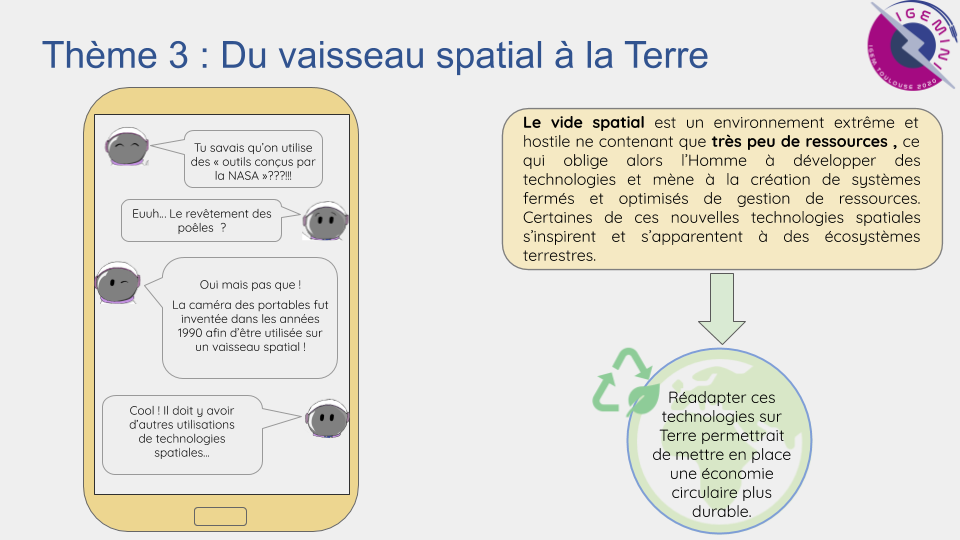 Thème 3 : Du vaisseau spatial à la Terre
IGEMINI
IGEM TOULOUSE 2020
Tu savais qu’on utilise
des « outils conçus par
la NASA »???!!!
Euuh... Le revêtement des
poêles ?
Oui mais pas que !
La caméra des portables fut
inventée dans les années
1990 afin d’être utilisée sur
un vaisseau spatial !
Cool ! Il doit y avoir
d’autres utilisations
de technologies
spatiales...
Le vide spatial est un environnement extrême et
hostile ne contenant que très peu de ressources , ce
qui oblige alors l’Homme à développer des
technologies et mène à la création de systèmes
fermés et optimisés de gestion de ressources.
Certaines de ces nouvelles technologies spatiales
s’inspirent et s’apparentent à des écosystèmes
terrestres.
Réadapter ces
technologies sur
Terre permettrait
de mettre en place
une économie
circulaire plus
durable.